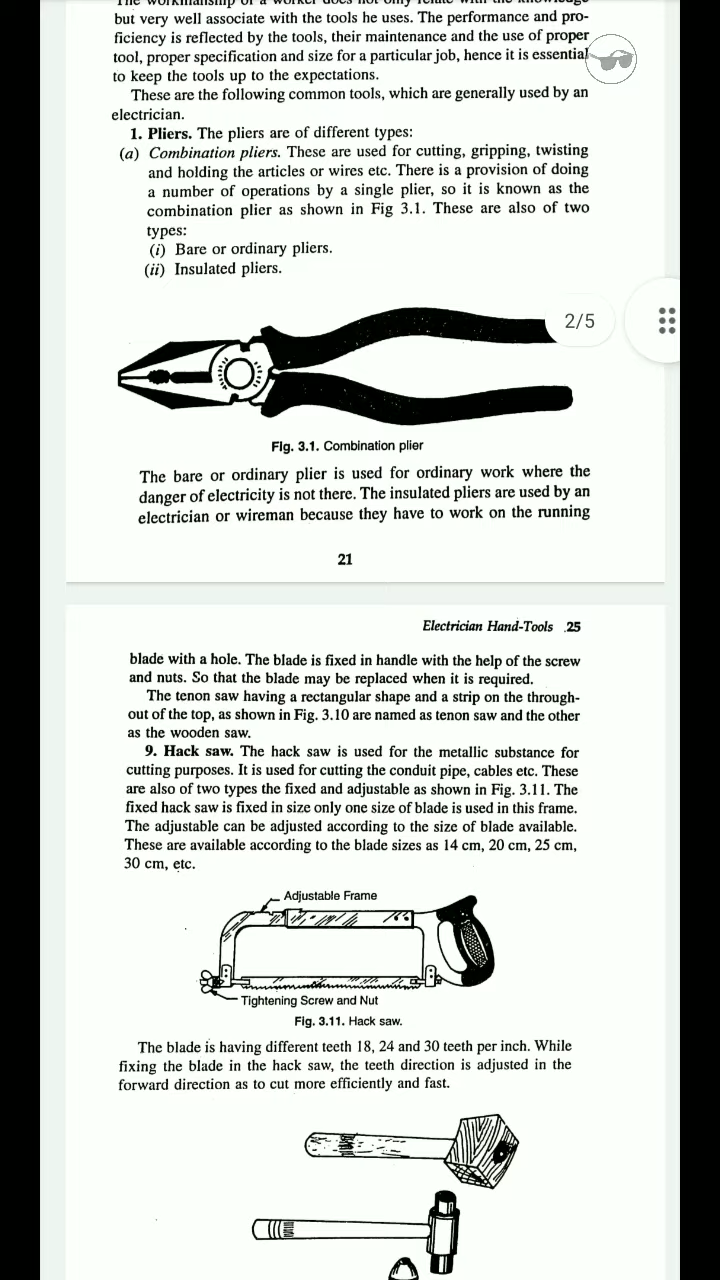 The workmanship of a worker does not only relate with the knowledge
but very well associate with the tools he uses. The performance and pro-
ficiency is reflected by the tools, their maintenance and the use of proper
tool, proper specification and size for a particular job, hence it is essential
to keep the tools up to the expectations.
These are the following common tools, which are generally used by an
electrician.
1. Pliers. The pliers are of different types:
(a) Combination pliers. These are used for cutting, gripping, twisting
and holding the articles or wires etc. There is a provision of doing
a number of operations by a single plier, so it is known as the
combination plier as shown in Fig 3.1. These are also of two
types:
(i) Bare or ordinary pliers.
(ii) Insulated pliers.
2/5
Fig. 3.1. Combination plier
The bare or ordinary plier is used for ordinary work where the
danger of electricity is not there. The insulated pliers are used by an
electrician or wireman because they have to work on the running
21
Electrician Hand-Tools .25
blade with a hole. The blade is fixed in handle with the help of the screw
and nuts. So that the blade may be replaced when it is required.
The tenon saw having a rectangular shape and a strip on the through-
out of the top, as shown in Fig. 3.10 are named as tenon saw and the other
as the wooden saw.
9. Hack saw. The hack saw is used for the metallic substance for
cutting purposes. It is used for cutting the conduit pipe, cables etc. These
are also of two types the fixed and adjustable as shown in Fig. 3.11. The
fixed hack saw is fixed in size only one size of blade is used in this frame.
The adjustable can be adjusted according to the size of blade available.
These are available according to the blade sizes as 14 cm, 20 cm, 25 cm,
30 cm, etc.
Adjustable Frame
Tightening Screw and Nut
Fig. 3.11. Hack saw.
The blade is having different teeth 18, 24 and 30 teeth per inch. While
fixing the blade in the hack saw, the teeth direction is adjusted in the
forward direction as to cut more efficiently and fast.